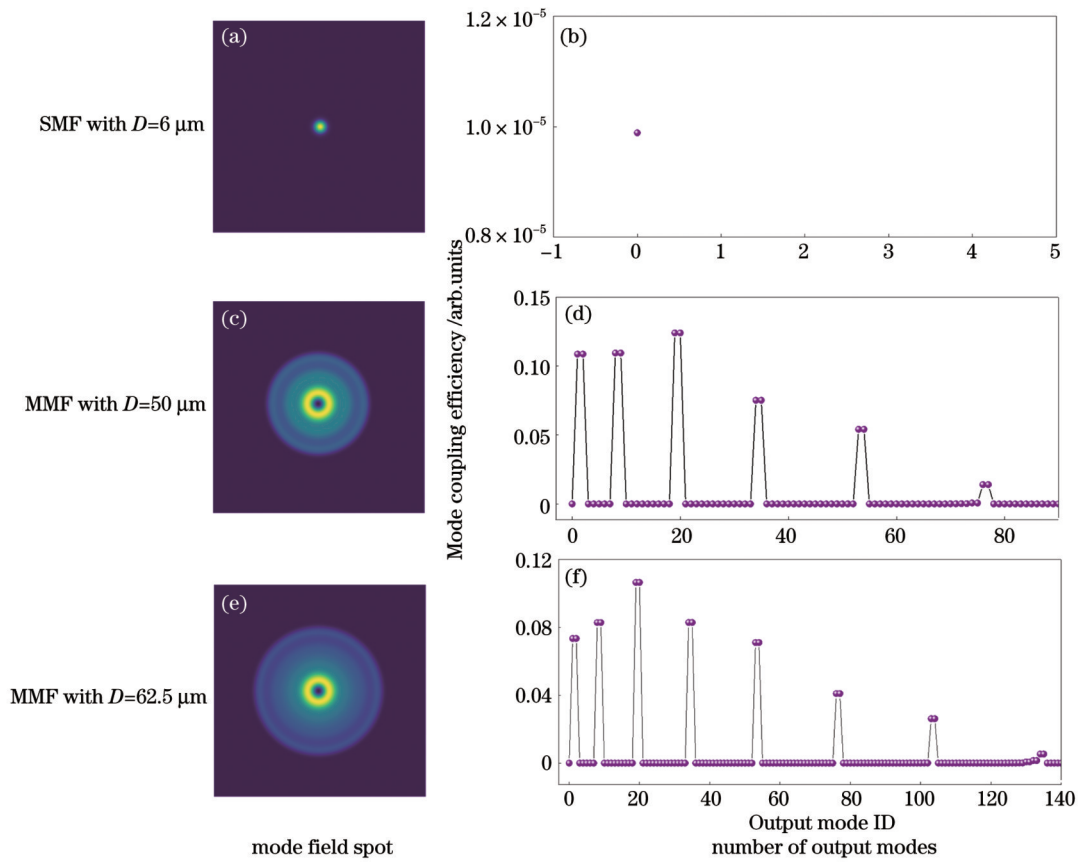 (a)
SMF with D=6 μm
(b)
1.2×10⁻⁵
1.0×10⁻⁵
0.8×10⁻⁵
−1 0 1 2 3 4 5
Mode coupling efficiency /arb.units
(c)
MMF with D=50 μm
(d)
0.15
0.10
0.05
0
0 20 40 60 80
(e)
MMF with D=62.5 μm
(f)
0.12
0.08
0.04
0
0 20 40 60 80 100 120 140
Output mode ID
mode field spot
number of output modes